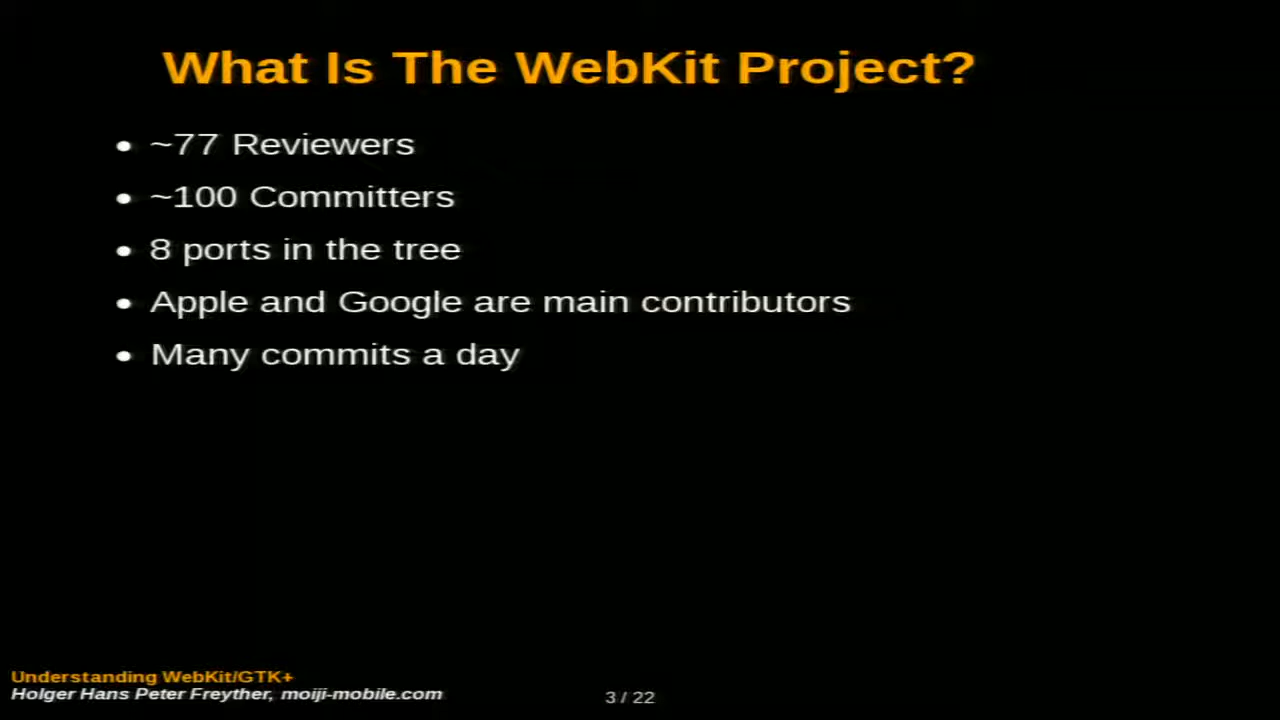 What Is The WebKit Project?
• ~77 Reviewers
• ~100 Committers
• 8 ports in the tree
• Apple and Google are main contributors
• Many commits a day
Understanding WebKit/GTK+
Holger Hans Peter Freyther, moiji-mobile.com
3 / 22